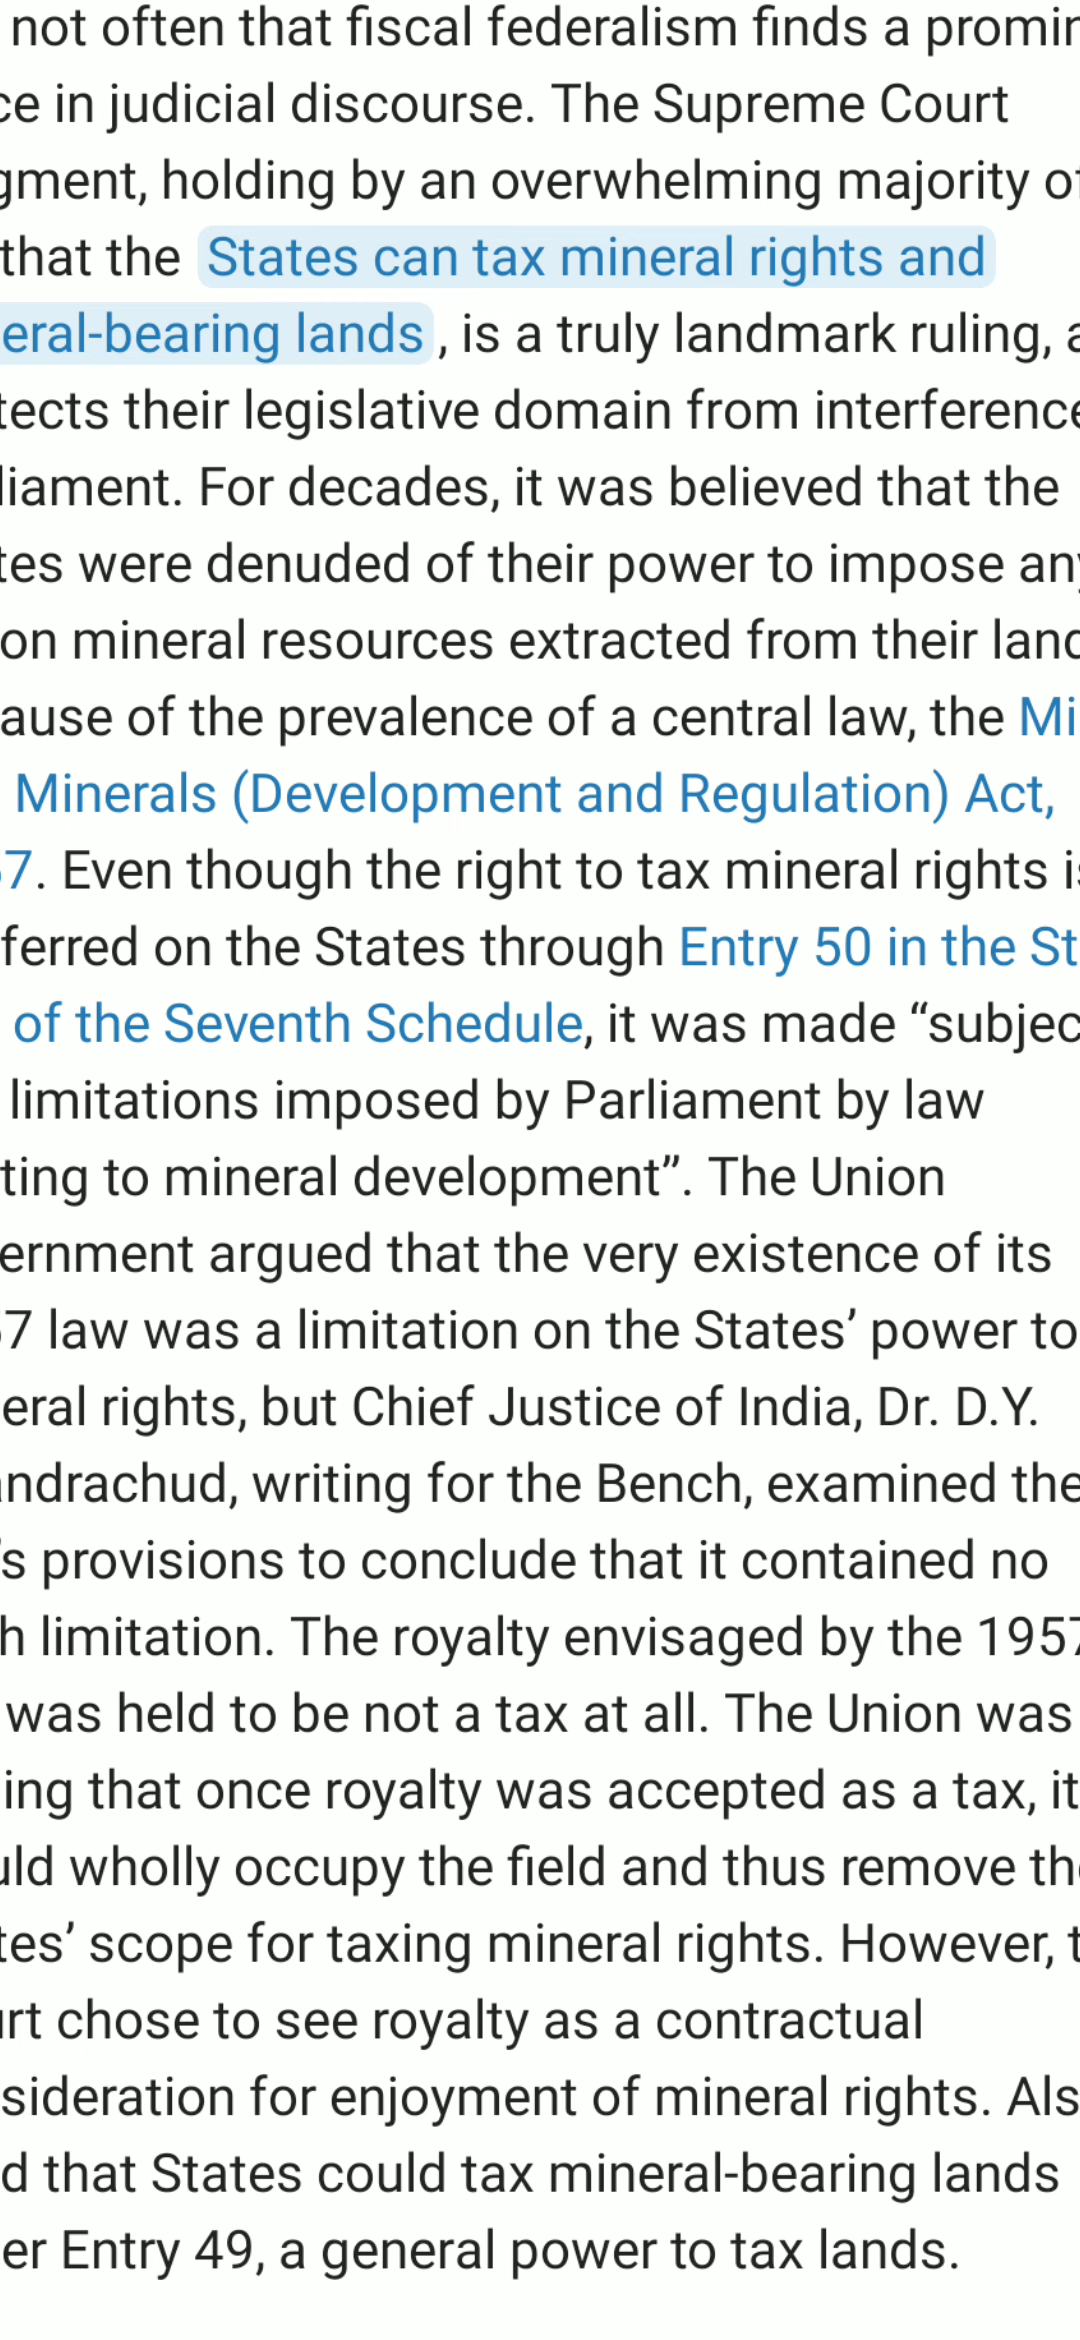 not often that fiscal federalism finds a promin
ce in judicial discourse. The Supreme Court
gment, holding by an overwhelming majority of
that the States can tax mineral rights and
eral-bearing lands, is a truly landmark ruling, a
tects their legislative domain from interference
liament. For decades, it was believed that the
tes were denuded of their power to impose any
on mineral resources extracted from their land
ause of the prevalence of a central law, the Mi
Minerals (Development and Regulation) Act,
57. Even though the right to tax mineral rights is
ferred on the States through Entry 50 in the St
of the Seventh Schedule, it was made “subjec
limitations imposed by Parliament by law
ting to mineral development”. The Union
ernment argued that the very existence of its
57 law was a limitation on the States’ power to
eral rights, but Chief Justice of India, Dr. D.Y.
andrachud, writing for the Bench, examined the
’s provisions to conclude that it contained no
h limitation. The royalty envisaged by the 1957
was held to be not a tax at all. The Union was
ing that once royalty was accepted as a tax, it
uld wholly occupy the field and thus remove the
tes’ scope for taxing mineral rights. However, t
urt chose to see royalty as a contractual
sideration for enjoyment of mineral rights. Als
d that States could tax mineral-bearing lands
er Entry 49, a general power to tax lands.